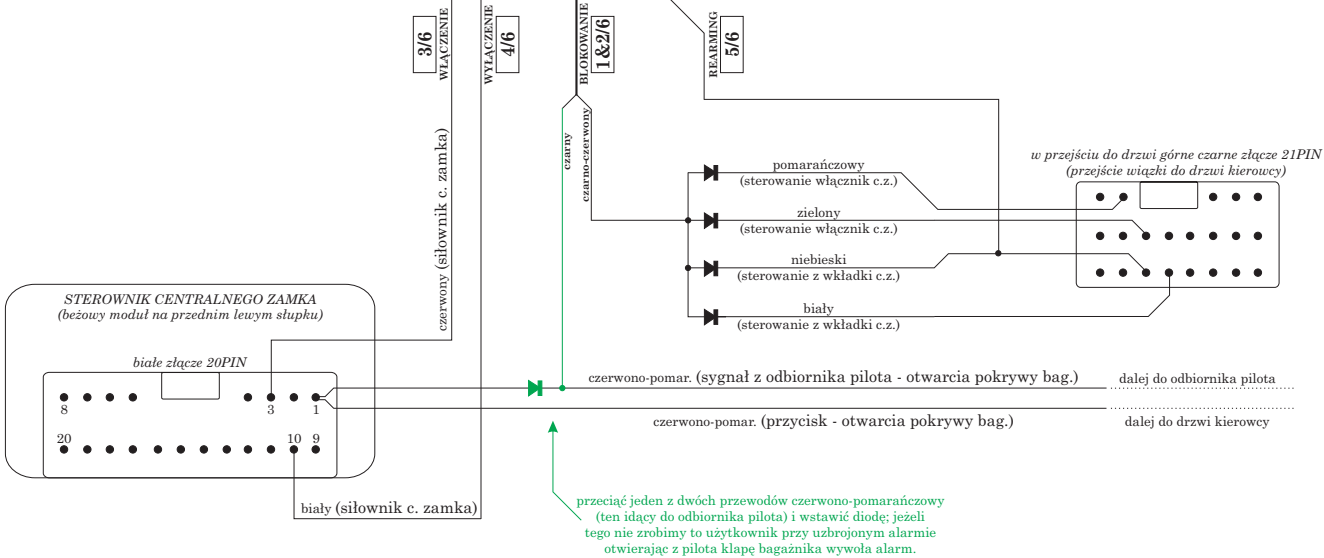 3/6
WŁĄCZENIE
WYŁĄCZENIE
4/6
BLOKOWANIE
1&2/6
REARMING
5/6
czerwony (siłownik c. zamka)
czarny
czarno-czerwony
w przejściu do drzwi górne czarne złącze 21PIN
(przejście wiązki do drzwi kierowcy)
pomarańczowy
(sterowanie włącznik c.z.)
zielony
(sterowanie włącznik c.z.)
niebieski
(sterowanie z wkładki c.z.)
biały
(sterowanie z wkładki c.z.)
STEROWNIK CENTRALNEGO ZAMKA
(beżowy moduł na przednim lewym słupku)
białe złącze 20PIN
8 3 1
20 10 9
czerwono-pomar. (sygnał z odbiornika pilota - otwarcia pokrywy bag.)
dalej do odbiornika pilota
czerwono-pomar. (przycisk - otwarcia pokrywy bag.)
dalej do drzwi kierowcy
biały (siłownik c. zamka)
przeciąć jeden z dwóch przewodów czerwono-pomarańczowy
(ten idący do odbiornika pilota) i wstawić diodę; jeżeli
tego nie zrobimy to użytkownik przy uzbrojonym alarmie
otwierając z pilota klapę bagażnika wywoła alarm.